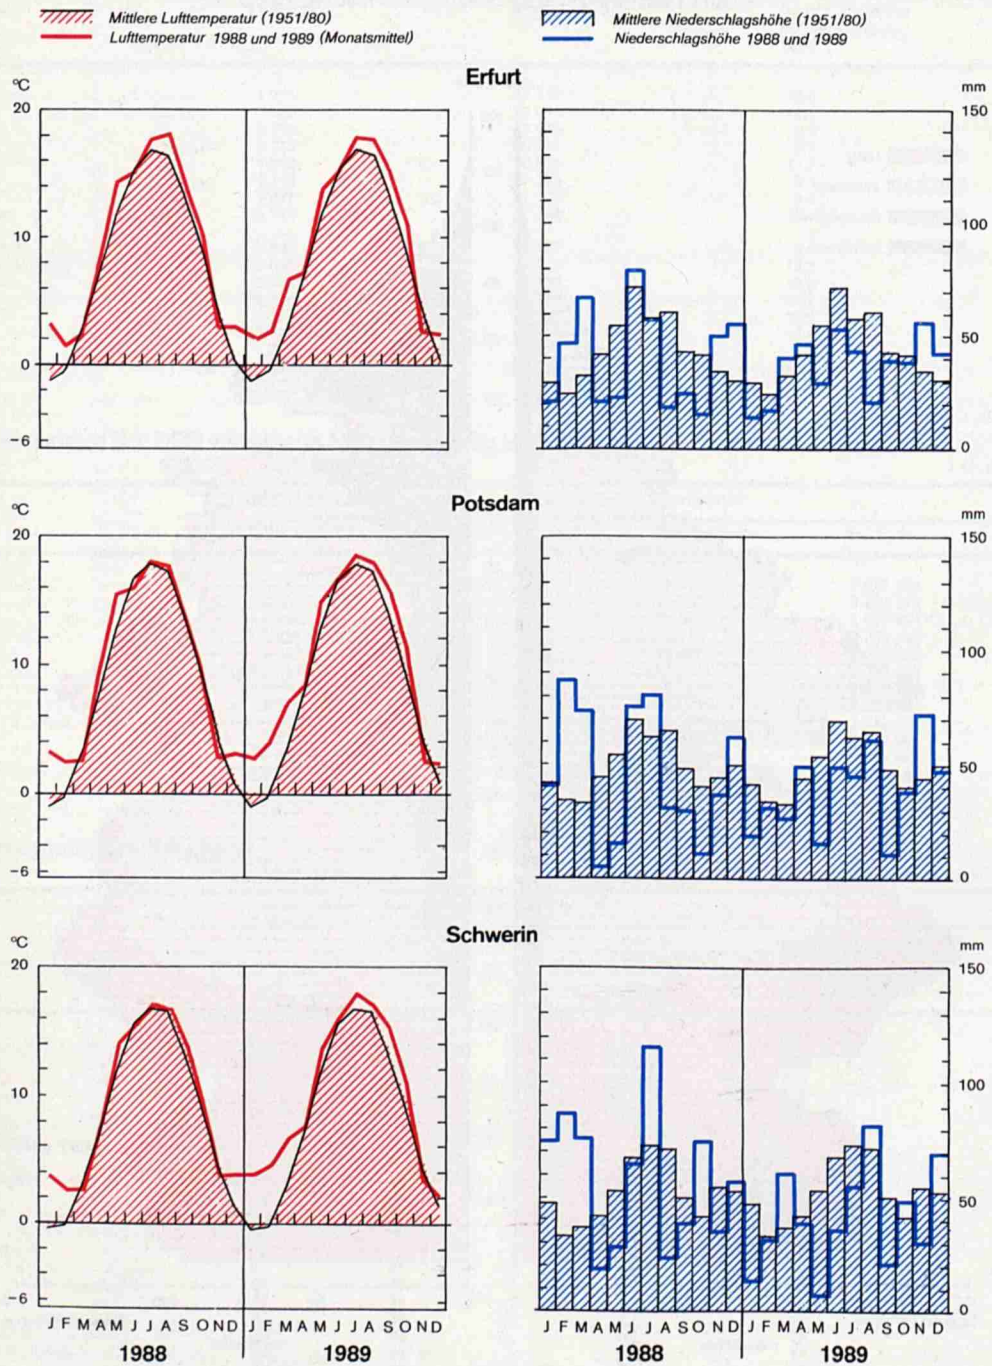 Mittlere Lufttemperatur (1951/80)
Lufttemperatur 1988 und 1989 (Monatsmittel)
Mittlere Niederschlagshöhe (1951/80)
Niederschlagshöhe 1988 und 1989
Erfurt
°C
20
10
0
−6
mm
150
100
50
0
Potsdam
°C
20
10
0
−6
mm
150
100
50
0
Schwerin
°C
20
10
0
−6
mm
150
100
50
0
J F M A M J J A S O N D J F M A M J J A S O N D
1988 1989
J F M A M J J A S O N D J F M A M J J A S O N D
1988 1989